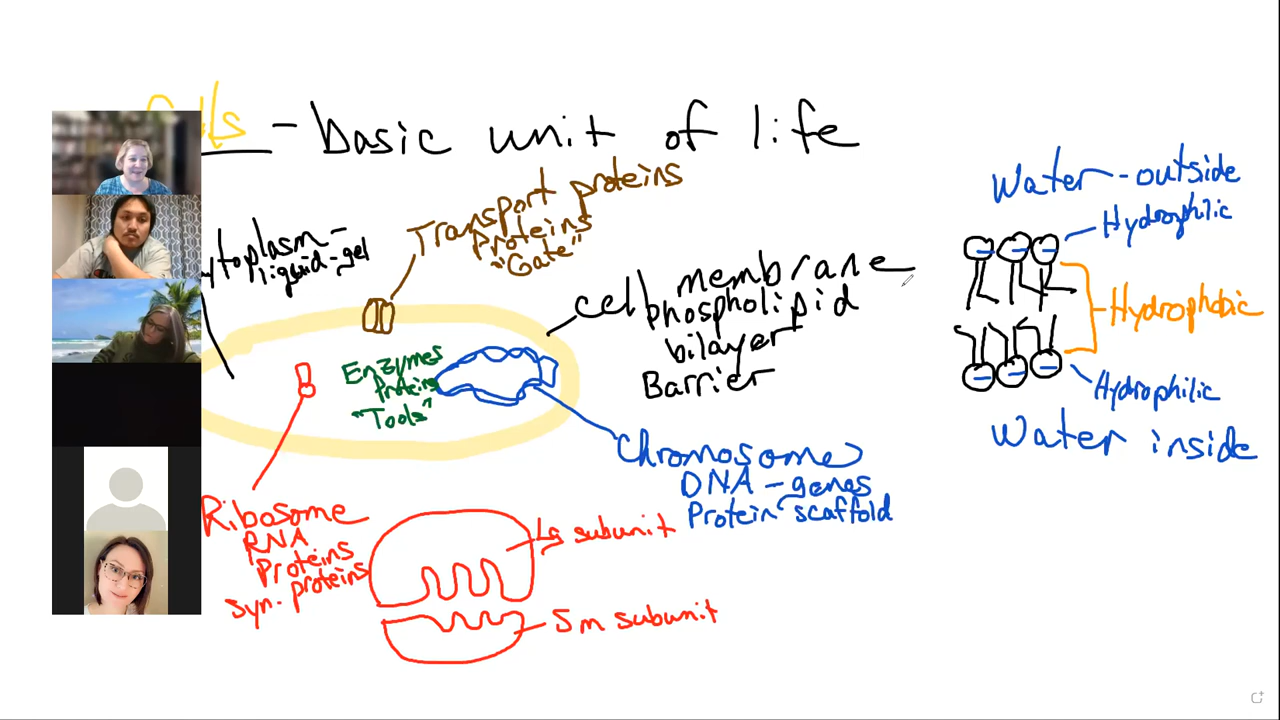 - basic unit of life
Transport proteins
Proteins
"Gate"
ytoplasm-
liquid-gel
cell membrane
phospholipid
bilayer
Barrier
Enzymes
Proteins
"Tools"
Chromosome
DNA - genes
Protein scaffold
Ribosome
RNA
Proteins
syn. proteins
Lg subunit
Sm subunit
Water - outside
Hydrophilic
Hydrophobic
Hydrophilic
Water inside